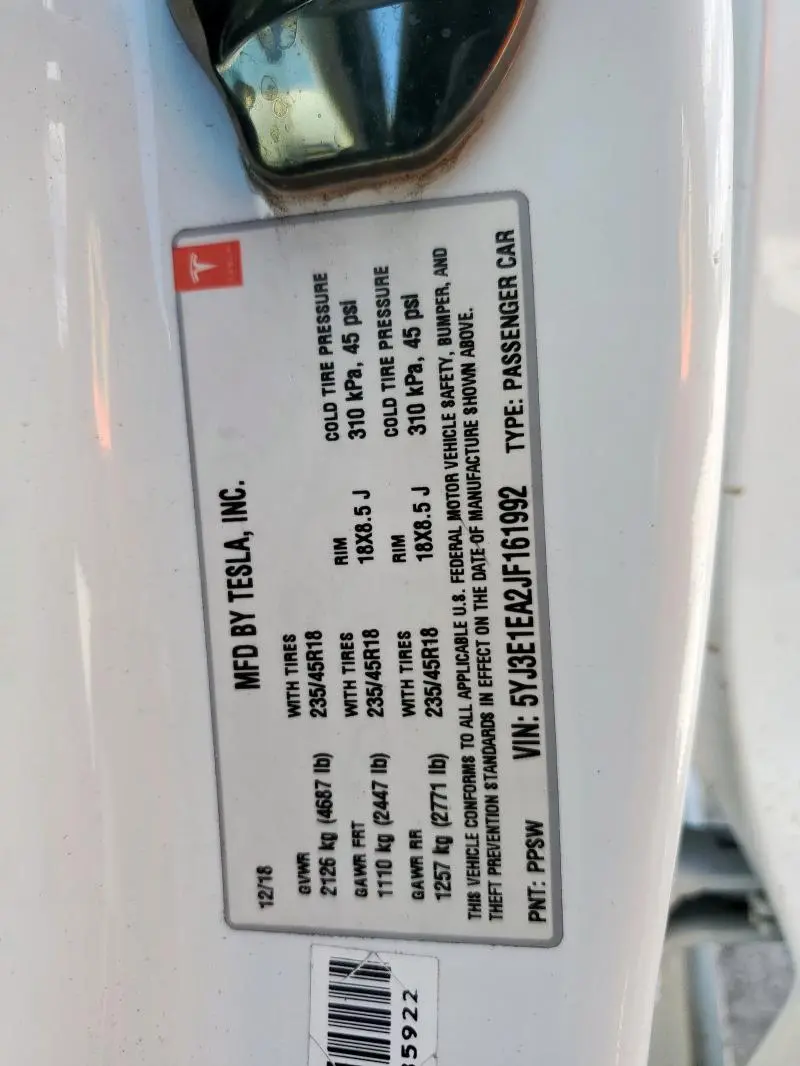 12/18 MFD BY TESLA, INC.
GVWR WITH TIRES COLD TIRE PRESSURE
2126 kg (4687 lb) 235/45R18 310 kPa, 45 psi
GAWR FRT WITH TIRES RIM COLD TIRE PRESSURE
1110 kg (2447 lb) 235/45R18 18X8.5 J 310 kPa, 45 psi
GAWR RR WITH TIRES RIM
1257 kg (2771 lb) 235/45R18 18X8.5 J
THIS VEHICLE CONFORMS TO ALL APPLICABLE U.S. FEDERAL MOTOR VEHICLE SAFETY, BUMPER, AND
THEFT PREVENTION STANDARDS IN EFFECT ON THE DATE OF MANUFACTURE SHOWN ABOVE.
PNT: PPSW VIN: 5YJ3E1EA2JF161992 TYPE: PASSENGER CAR
5922